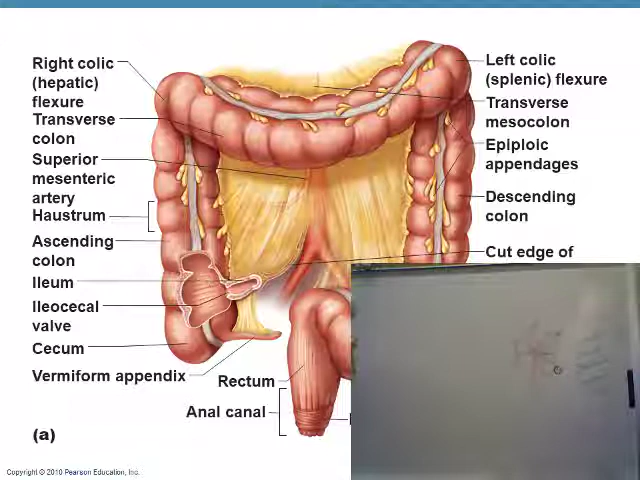 Right colic
(hepatic)
flexure
Transverse
colon
Superior
mesenteric
artery
Haustrum
Ascending
colon
Ileum
Ileocecal
valve
Cecum
Vermiform appendix
Rectum
Anal canal
Left colic
(splenic) flexure
Transverse
mesocolon
Epiploic
appendages
Descending
colon
Cut edge of
(a)
Copyright © 2010 Pearson Education, Inc.